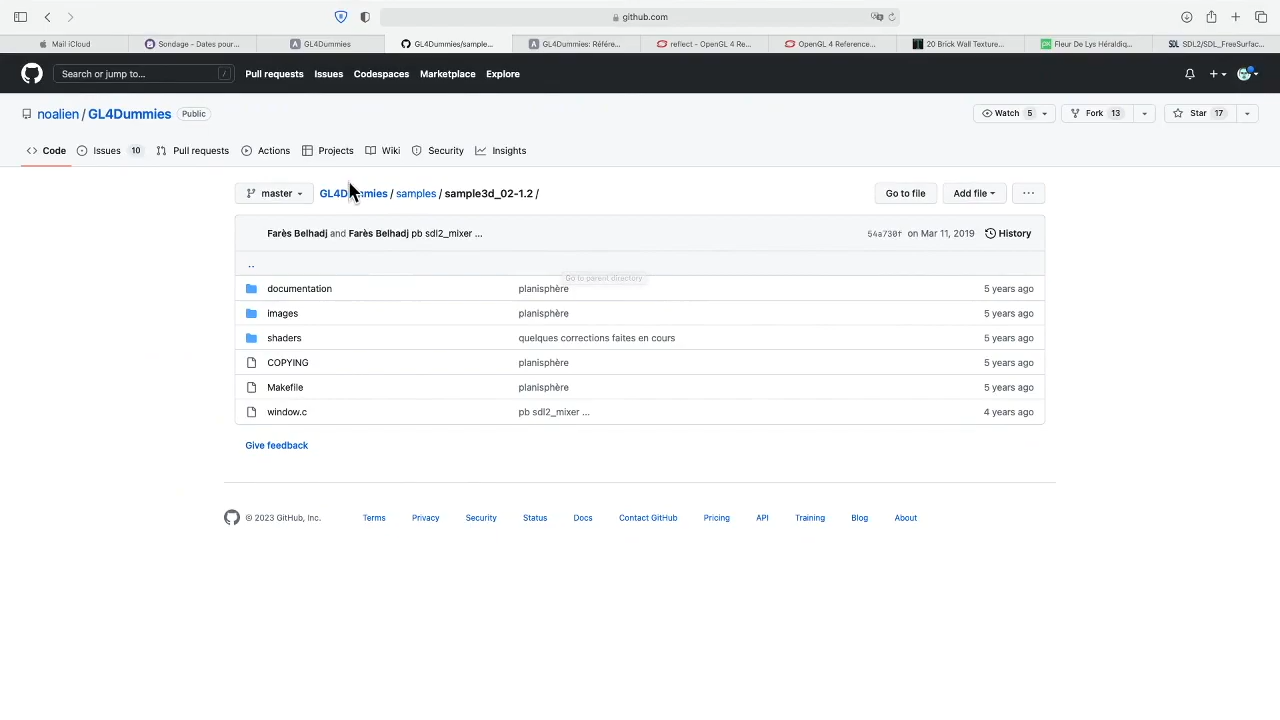 github.com
Mail iCloud
Sondage - Dates pour...
GL4Dummies
GL4Dummies/sample...
GL4Dummies: Référe...
reflect - OpenGL 4 Re...
OpenGL 4 Reference...
20 Brick Wall Texture...
Fleur De Lys Héraldiq...
SDL2/SDL_FreeSurfac...
Search or jump to... /
Pull requests
Issues
Codespaces
Marketplace
Explore
noalien / GL4Dummies Public
Watch 5
Fork 13
Star 17
Code
Issues 10
Pull requests
Actions
Projects
Wiki
Security
Insights
master
GL4Dummies / samples / sample3d_02-1.2 /
Go to file
Add file
...
Farès Belhadj and Farès Belhadj pb sdl2_mixer ...
54a730f on Mar 11, 2019 History
..
Go to parent directory
documentation planisphère 5 years ago
images planisphère 5 years ago
shaders quelques corrections faites en cours 5 years ago
COPYING planisphère 5 years ago
Makefile planisphère 5 years ago
window.c pb sdl2_mixer ... 4 years ago
Give feedback
© 2023 GitHub, Inc.
Terms
Privacy
Security
Status
Docs
Contact GitHub
Pricing
API
Training
Blog
About